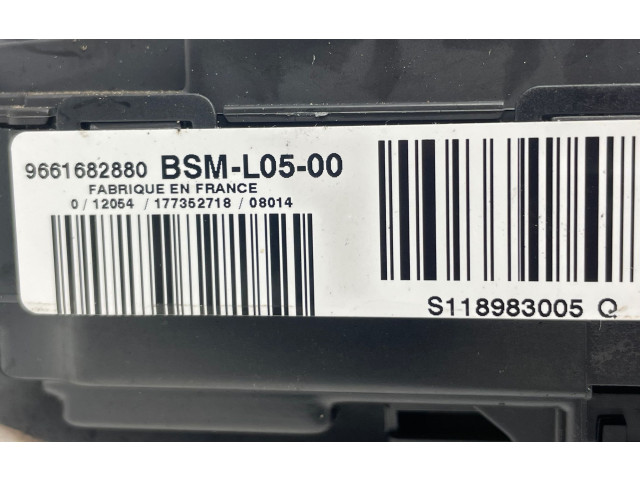 9661682880 BSM-L05-00
FABRIQUE EN FRANCE
0 / 12054 / 177352718 / 08014
S118983005 Q